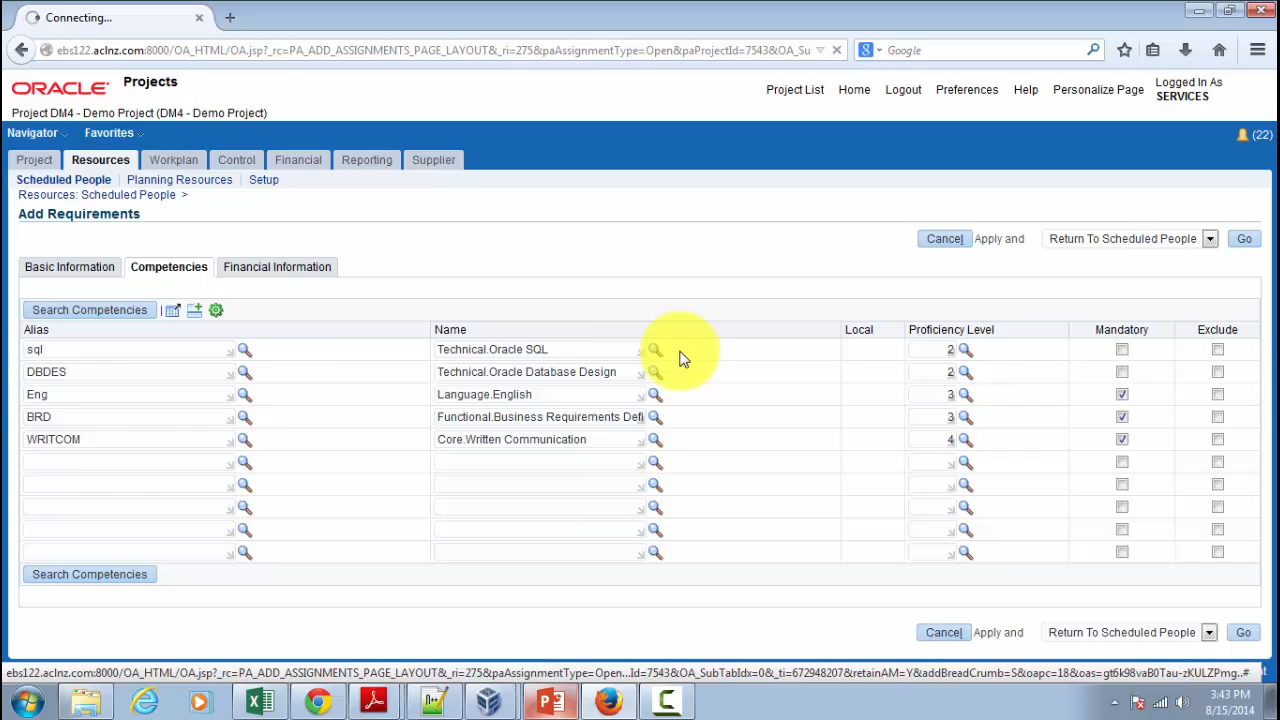 Connecting...
ebs122.aclnz.com:8000/OA_HTML/OA.jsp?_rc=PA_ADD_ASSIGNMENTS_PAGE_LAYOUT&_ri=275&paAssignmentType=Open&paProjectId=7543&OA_Su
Google
ORACLE Projects
Project List Home Logout Preferences Help Personalize Page Logged In As SERVICES
Project DM4 - Demo Project (DM4 - Demo Project)
Navigator Favorites (22)
Project Resources Workplan Control Financial Reporting Supplier
Scheduled People | Planning Resources | Setup
Resources: Scheduled People >
Add Requirements
Cancel Apply and Return To Scheduled People Go
Basic Information Competencies Financial Information
Search Competencies
Alias Name Local Proficiency Level Mandatory Exclude
sql Technical.Oracle SQL 2
DBDES Technical.Oracle Database Design 2
Eng Language.English 3
BRD Functional.Business Requirements Defi 3
WRITCOM Core.Written Communication 4
Search Competencies
Cancel Apply and Return To Scheduled People Go
ebs122.aclnz.com:8000/OA_HTML/OA.jsp?_rc=PA_ADD_ASSIGNMENTS_PAGE_LAYOUT&_ri=275&paAssignmentType=Open...Id=7543&OA_SubTabIdx=0&_ti=672948207&retainAM=Y&addBreadCrumb=S&oapc=18&oas=gt6k98vaB0Tau-zKULZPmg..#
3:43 PM
8/15/2014